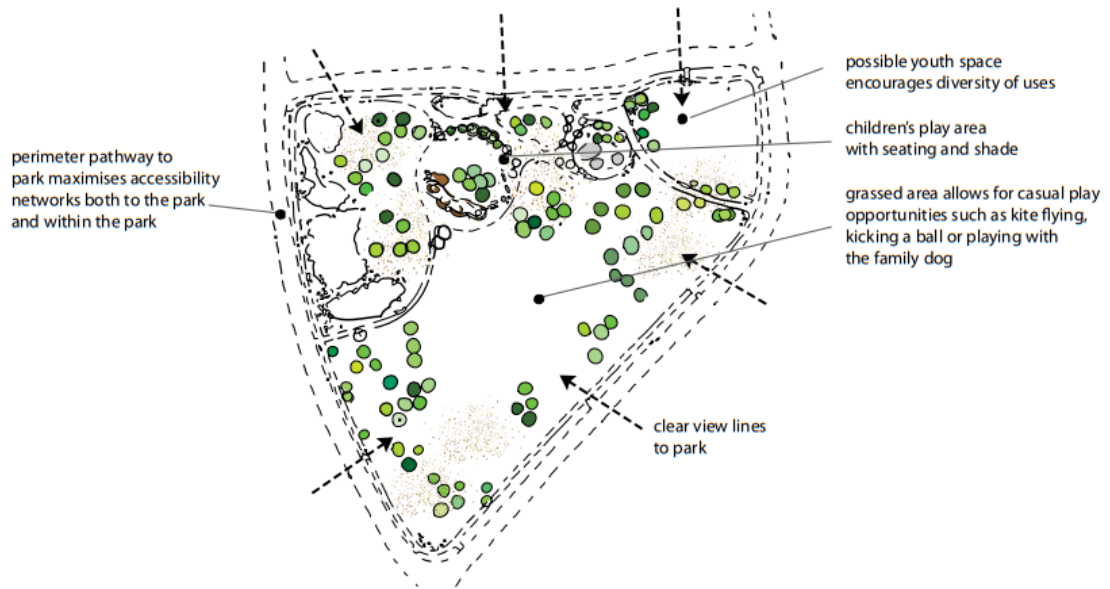 possible youth space
encourages diversity of uses
children's play area
with seating and shade
perimeter pathway to
park maximises accessibility
networks both to the park
and within the park
grassed area allows for casual play
opportunities such as kite flying,
kicking a ball or playing with
the family dog
clear view lines
to park